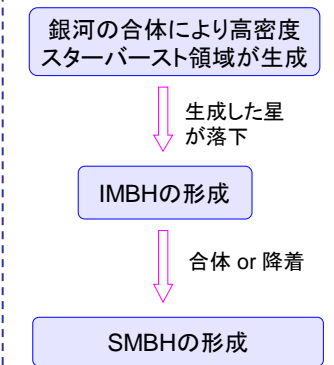 銀河の合体により高密度
スターバースト領域が生成
生成した星
が落下
IMBHの形成
合体 or 降着
SMBHの形成